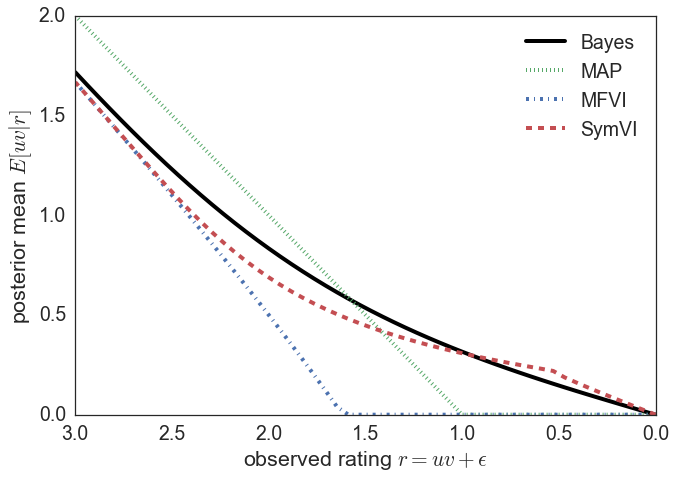 2.0
1.5
1.0
0.5
0.0
posterior mean E[uv|r]
Bayes
MAP
MFVI
SymVI
3.0 2.5 2.0 1.5 1.0 0.5 0.0
observed rating r = uv + ϵ